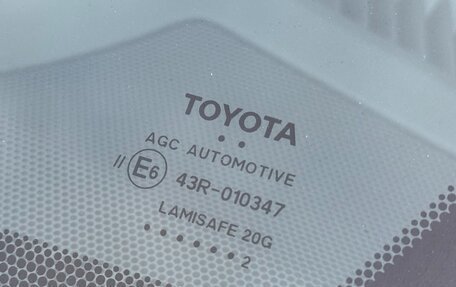 TOYOTA
••
AGC AUTOMOTIVE
// E6 43R-010347
LAMISAFE 20G
•••••• 2